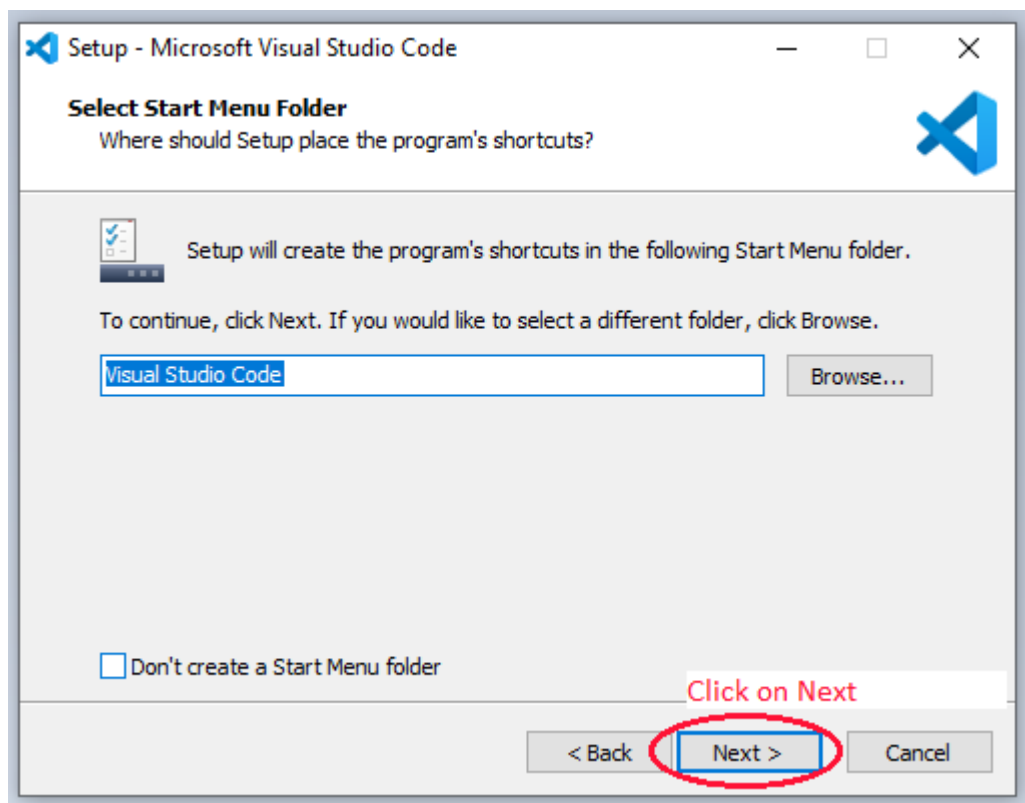 Setup - Microsoft Visual Studio Code
Select Start Menu Folder
Where should Setup place the program's shortcuts?
Setup will create the program's shortcuts in the following Start Menu folder.
To continue, click Next. If you would like to select a different folder, click Browse.
Visual Studio Code
Browse...
Don't create a Start Menu folder
Click on Next
< Back
Next >
Cancel